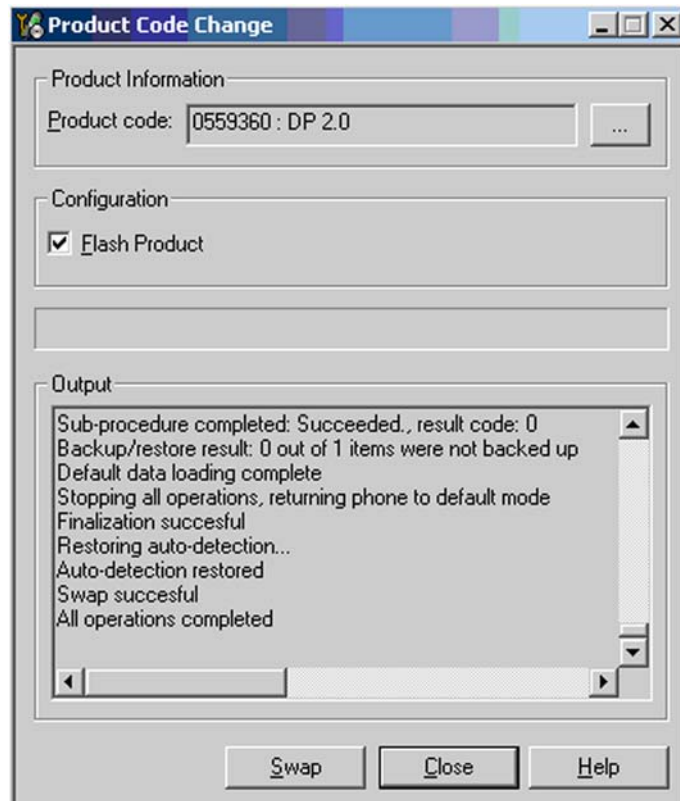 Product Code Change
Product Information
Product code: 0559360 : DP 2.0 ...
Configuration
Flash Product
Output
Sub-procedure completed: Succeeded., result code: 0
Backup/restore result: 0 out of 1 items were not backed up
Default data loading complete
Stopping all operations, returning phone to default mode
Finalization succesful
Restoring auto-detection...
Auto-detection restored
Swap succesful
All operations completed
Swap Close Help